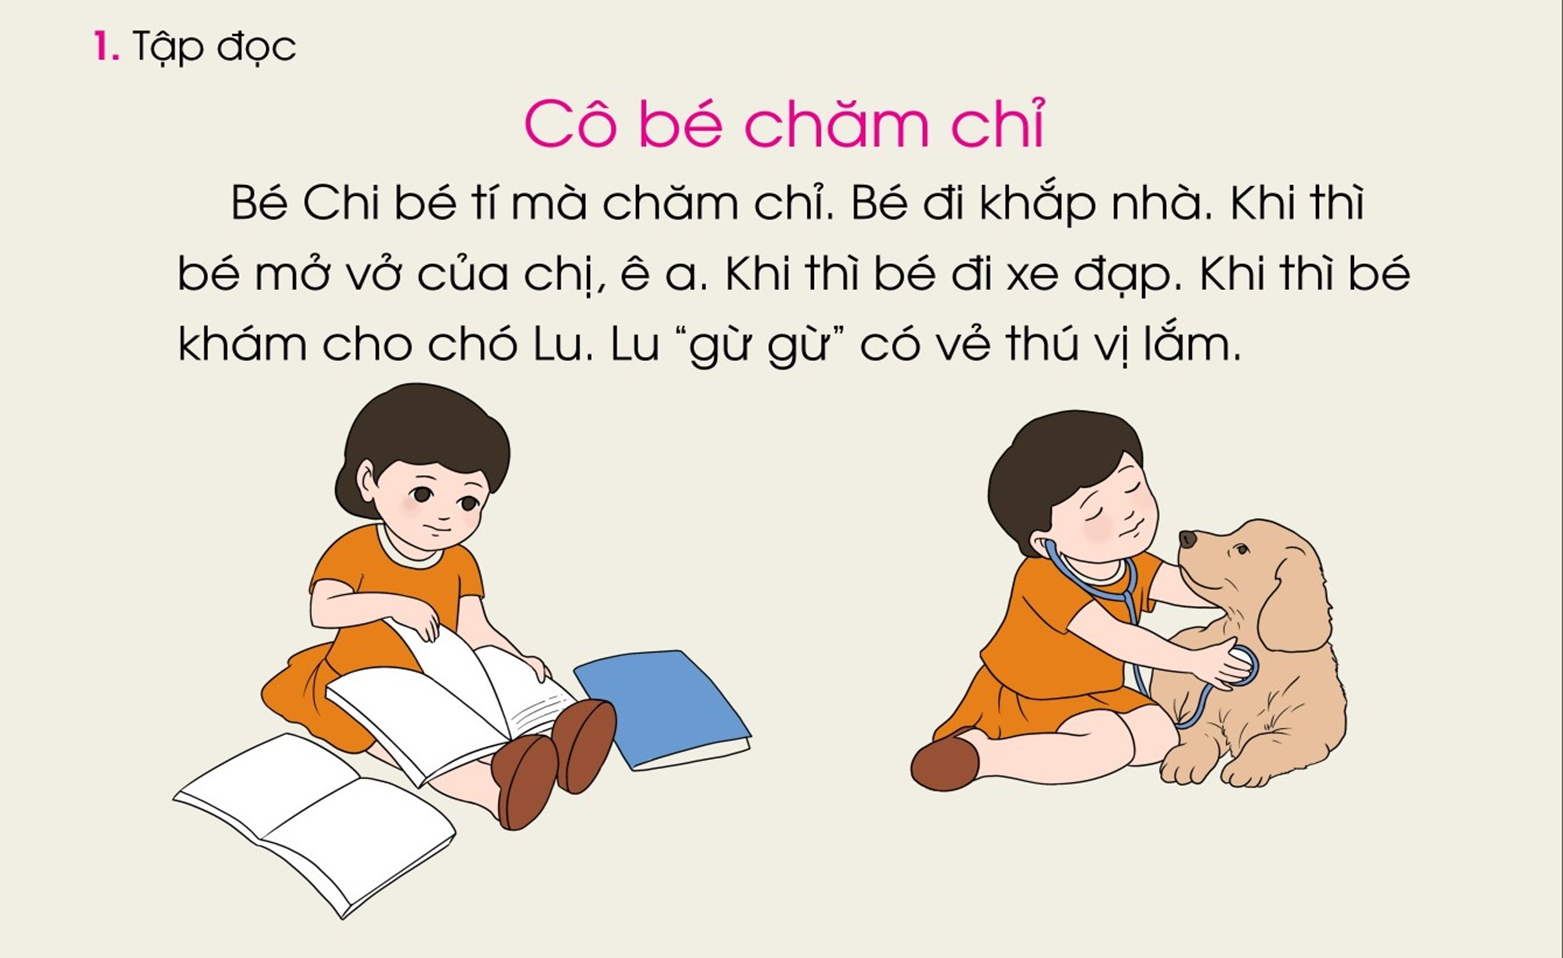 1. Tập đọc
Cô bé chăm chỉ
Bé Chi bé tí mà chăm chỉ. Bé đi khắp nhà. Khi thì
bé mở vở của chị, ê a. Khi thì bé đi xe đạp. Khi thì bé
khám cho chó Lu. Lu “gừ gừ” có vẻ thú vị lắm.